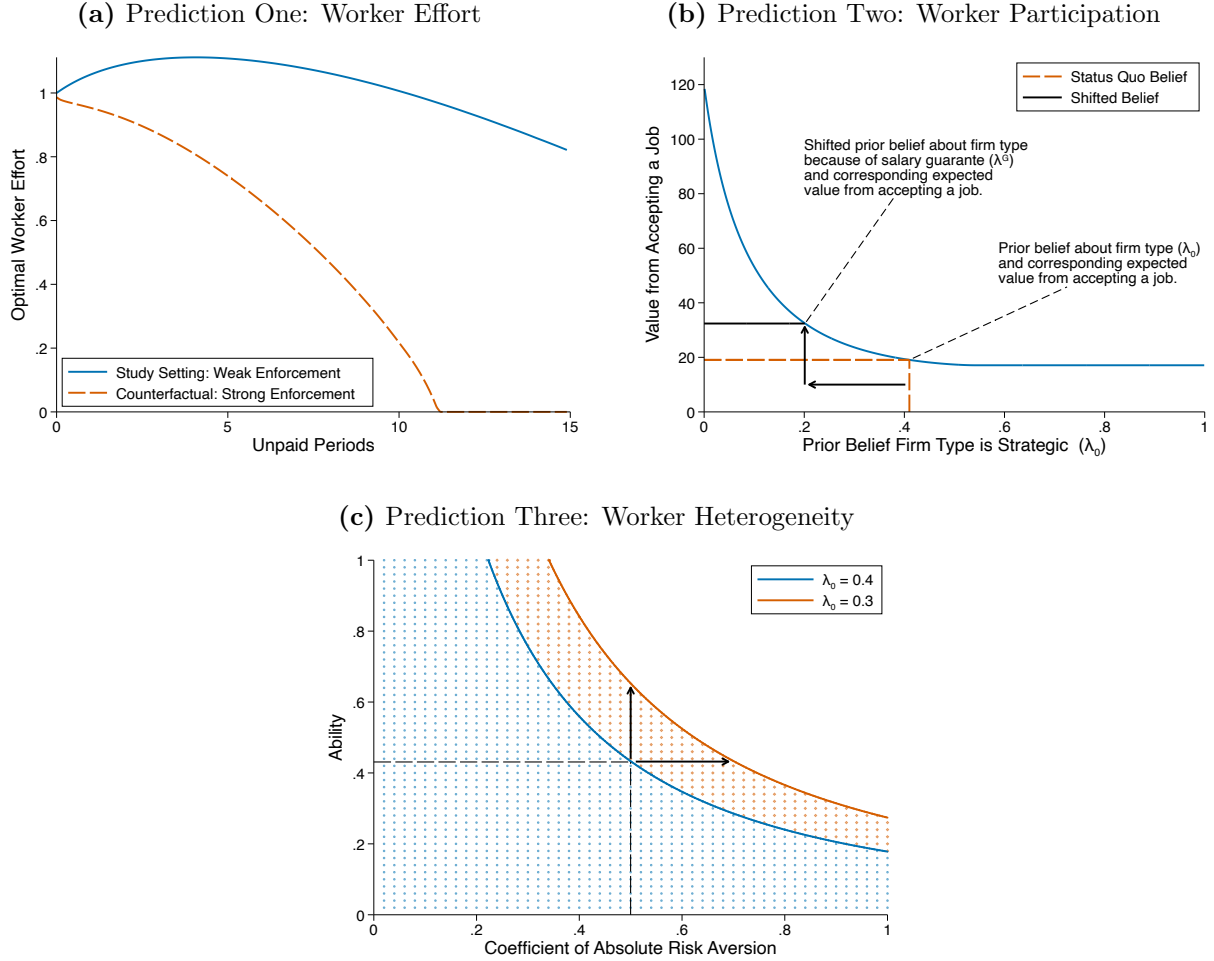 (a) Prediction One: Worker Effort
Optimal Worker Effort
1
.8
.6
.4
.2
0
Study Setting: Weak Enforcement
Counterfactual: Strong Enforcement
0
5
10
15
Unpaid Periods
(b) Prediction Two: Worker Participation
Value from Accepting a Job
120
100
80
60
40
20
0
Status Quo Belief
Shifted Belief
Shifted prior belief about firm type
because of salary guarante (λᴳ)
and corresponding expected
value from accepting a job.
Prior belief about firm type (λ₀)
and corresponding expected
value from accepting a job.
0
.2
.4
.6
.8
1
Prior Belief Firm Type is Strategic (λ₀)
(c) Prediction Three: Worker Heterogeneity
Ability
1
.8
.6
.4
.2
0
λ₀ = 0.4
λ₀ = 0.3
0
.2
.4
.6
.8
1
Coefficient of Absolute Risk Aversion